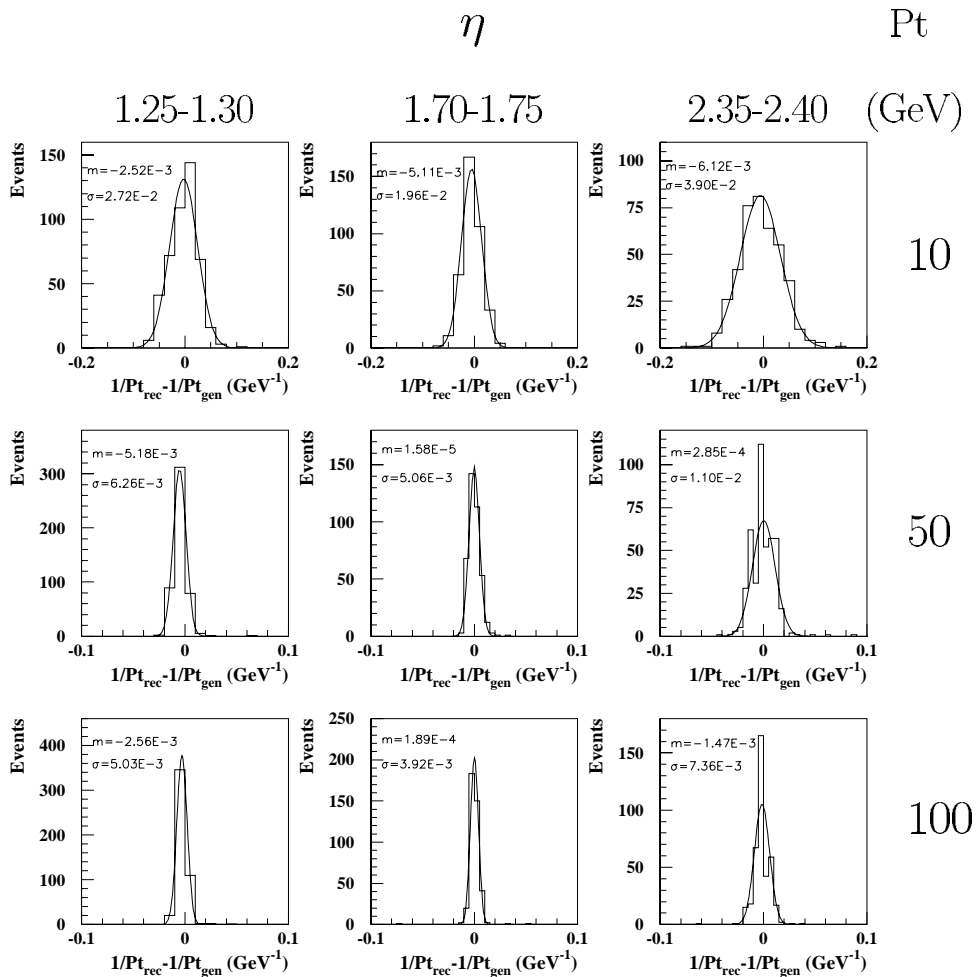 η Pt
1.25-1.30 1.70-1.75 2.35-2.40 (GeV)
Events
150
100
50
0
m=-2.52E-3
σ=2.72E-2
-0.2 0 0.2
1/Pt_rec-1/Pt_gen (GeV⁻¹)
Events
150
100
50
0
m=-5.11E-3
σ=1.96E-2
-0.2 0 0.2
1/Pt_rec-1/Pt_gen (GeV⁻¹)
Events
100
75
50
25
0
m=-6.12E-3
σ=3.90E-2
-0.2 0 0.2
1/Pt_rec-1/Pt_gen (GeV⁻¹)
10
Events
300
200
100
0
m=-5.18E-3
σ=6.26E-3
-0.1 0 0.1
1/Pt_rec-1/Pt_gen (GeV⁻¹)
Events
150
100
50
0
m=1.58E-5
σ=5.06E-3
-0.1 0 0.1
1/Pt_rec-1/Pt_gen (GeV⁻¹)
Events
100
75
50
25
0
m=2.85E-4
σ=1.10E-2
-0.1 0 0.1
1/Pt_rec-1/Pt_gen (GeV⁻¹)
50
Events
400
300
200
100
0
m=-2.56E-3
σ=5.03E-3
-0.1 0 0.1
1/Pt_rec-1/Pt_gen (GeV⁻¹)
Events
250
200
150
100
50
0
m=1.89E-4
σ=3.92E-3
-0.1 0 0.1
1/Pt_rec-1/Pt_gen (GeV⁻¹)
Events
150
100
50
0
m=-1.47E-3
σ=7.36E-3
-0.1 0 0.1
1/Pt_rec-1/Pt_gen (GeV⁻¹)
100